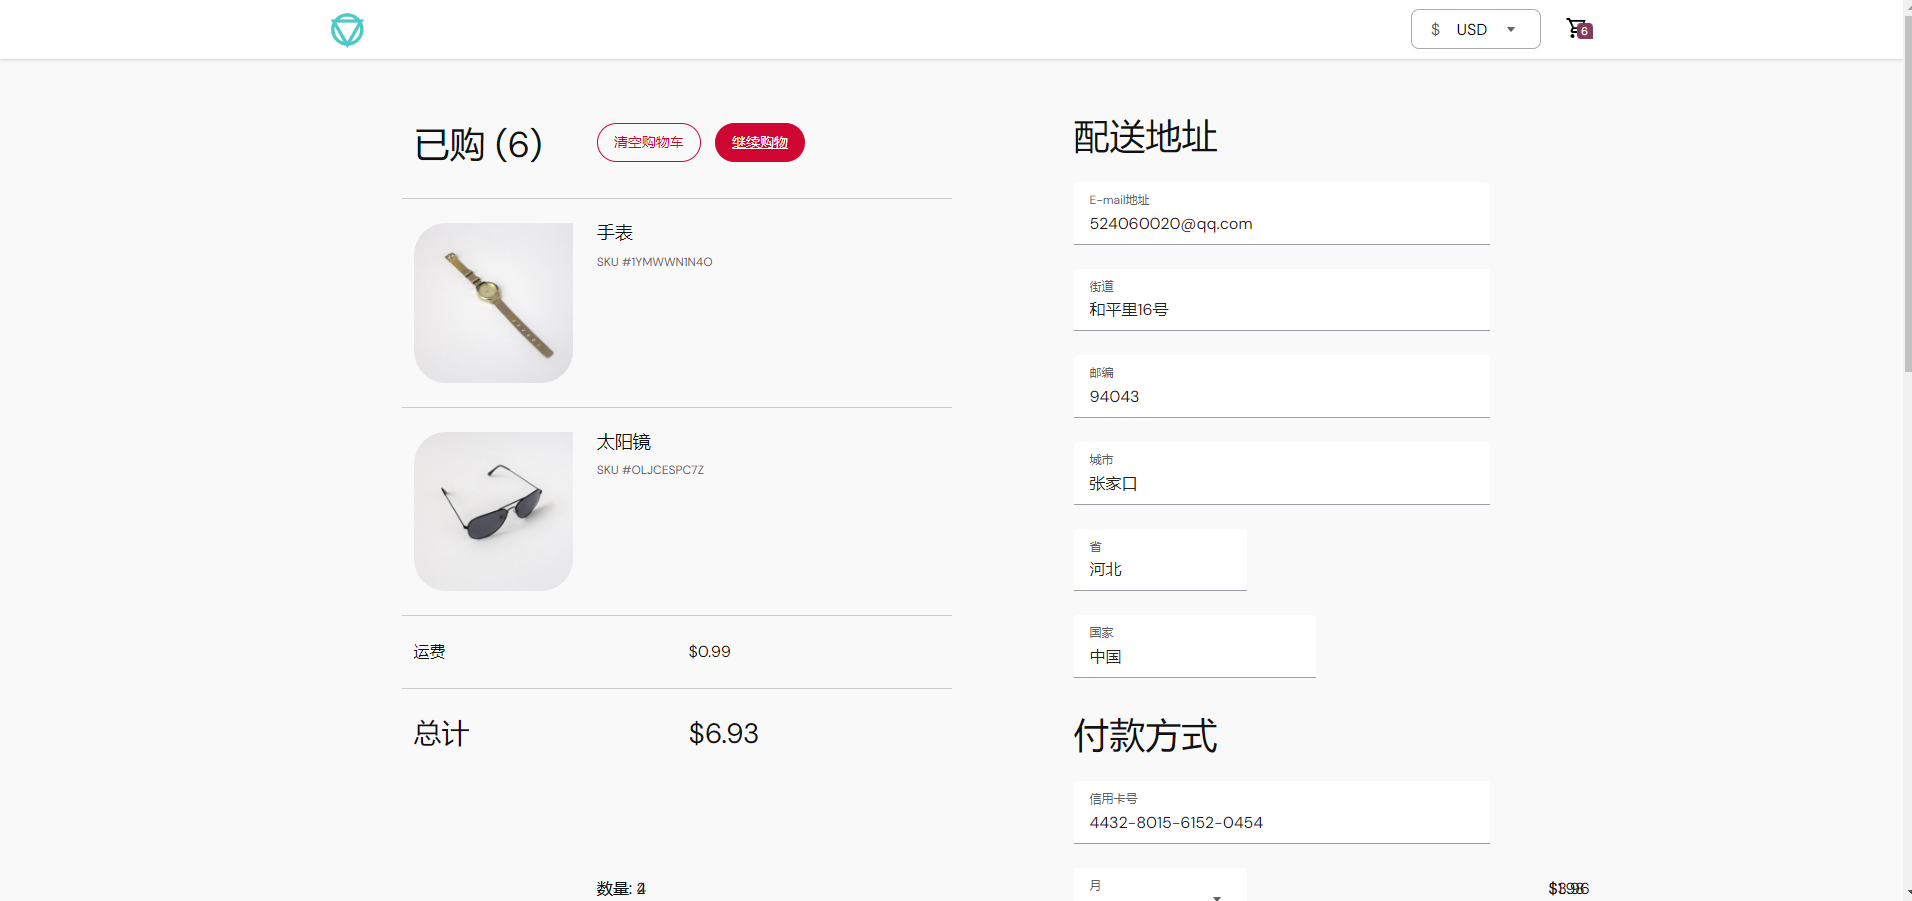 $ USD
6
已购 (6)
清空购物车
继续购物
手表
SKU #1YMWWN1N4O
太阳镜
SKU #OLJCESPC7Z
运费
$0.99
总计
$6.93
数量:
配送地址
E-mail地址
524060020@qq.com
街道
和平里16号
邮编
94043
城市
张家口
省
河北
国家
中国
付款方式
信用卡号
4432-8015-6152-0454
月